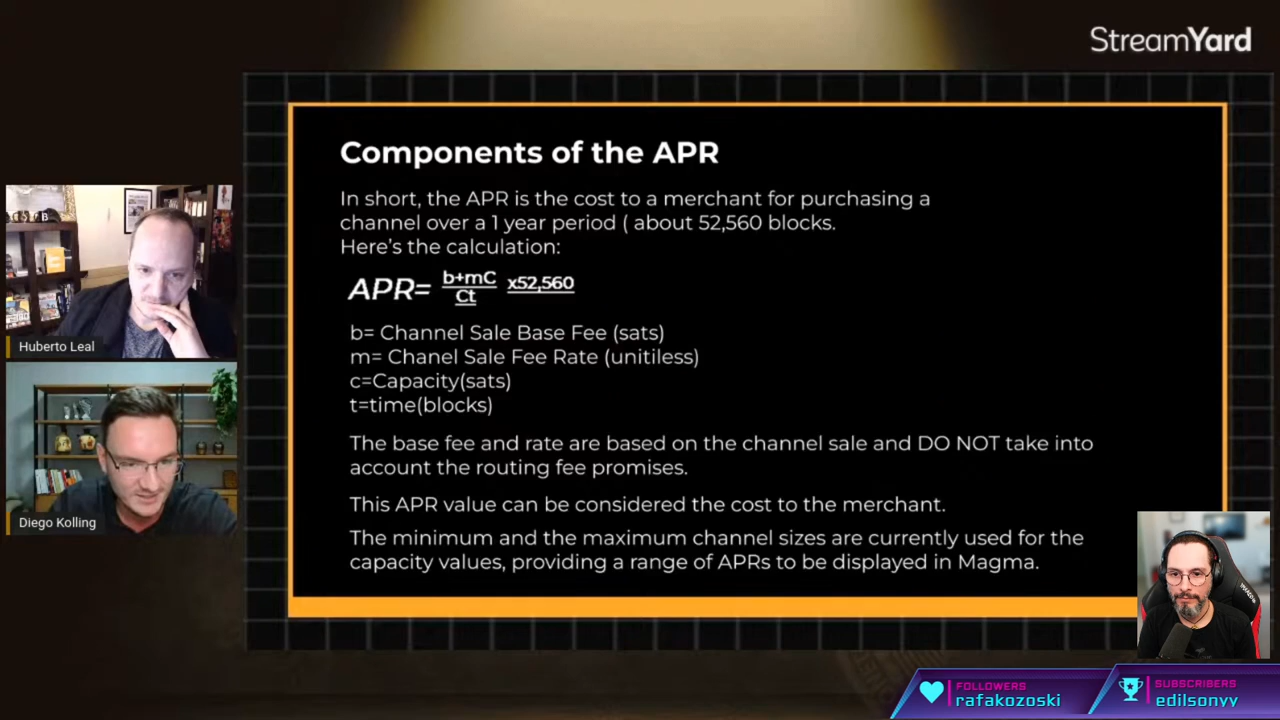 StreamYard
Components of the APR
In short, the APR is the cost to a merchant for purchasing a
channel over a 1 year period ( about 52,560 blocks.
Here's the calculation:
APR= b+mC x52,560
Ct
b= Channel Sale Base Fee (sats)
m= Chanel Sale Fee Rate (unitiless)
c=Capacity(sats)
t=time(blocks)
The base fee and rate are based on the channel sale and DO NOT take into
account the routing fee promises.
This APR value can be considered the cost to the merchant.
The minimum and the maximum channel sizes are currently used for the
capacity values, providing a range of APRs to be displayed in Magma.
Huberto Leal
Diego Kolling
FOLLOWERS
rafakozoski
SUBSCRIBERS
edilsonyy